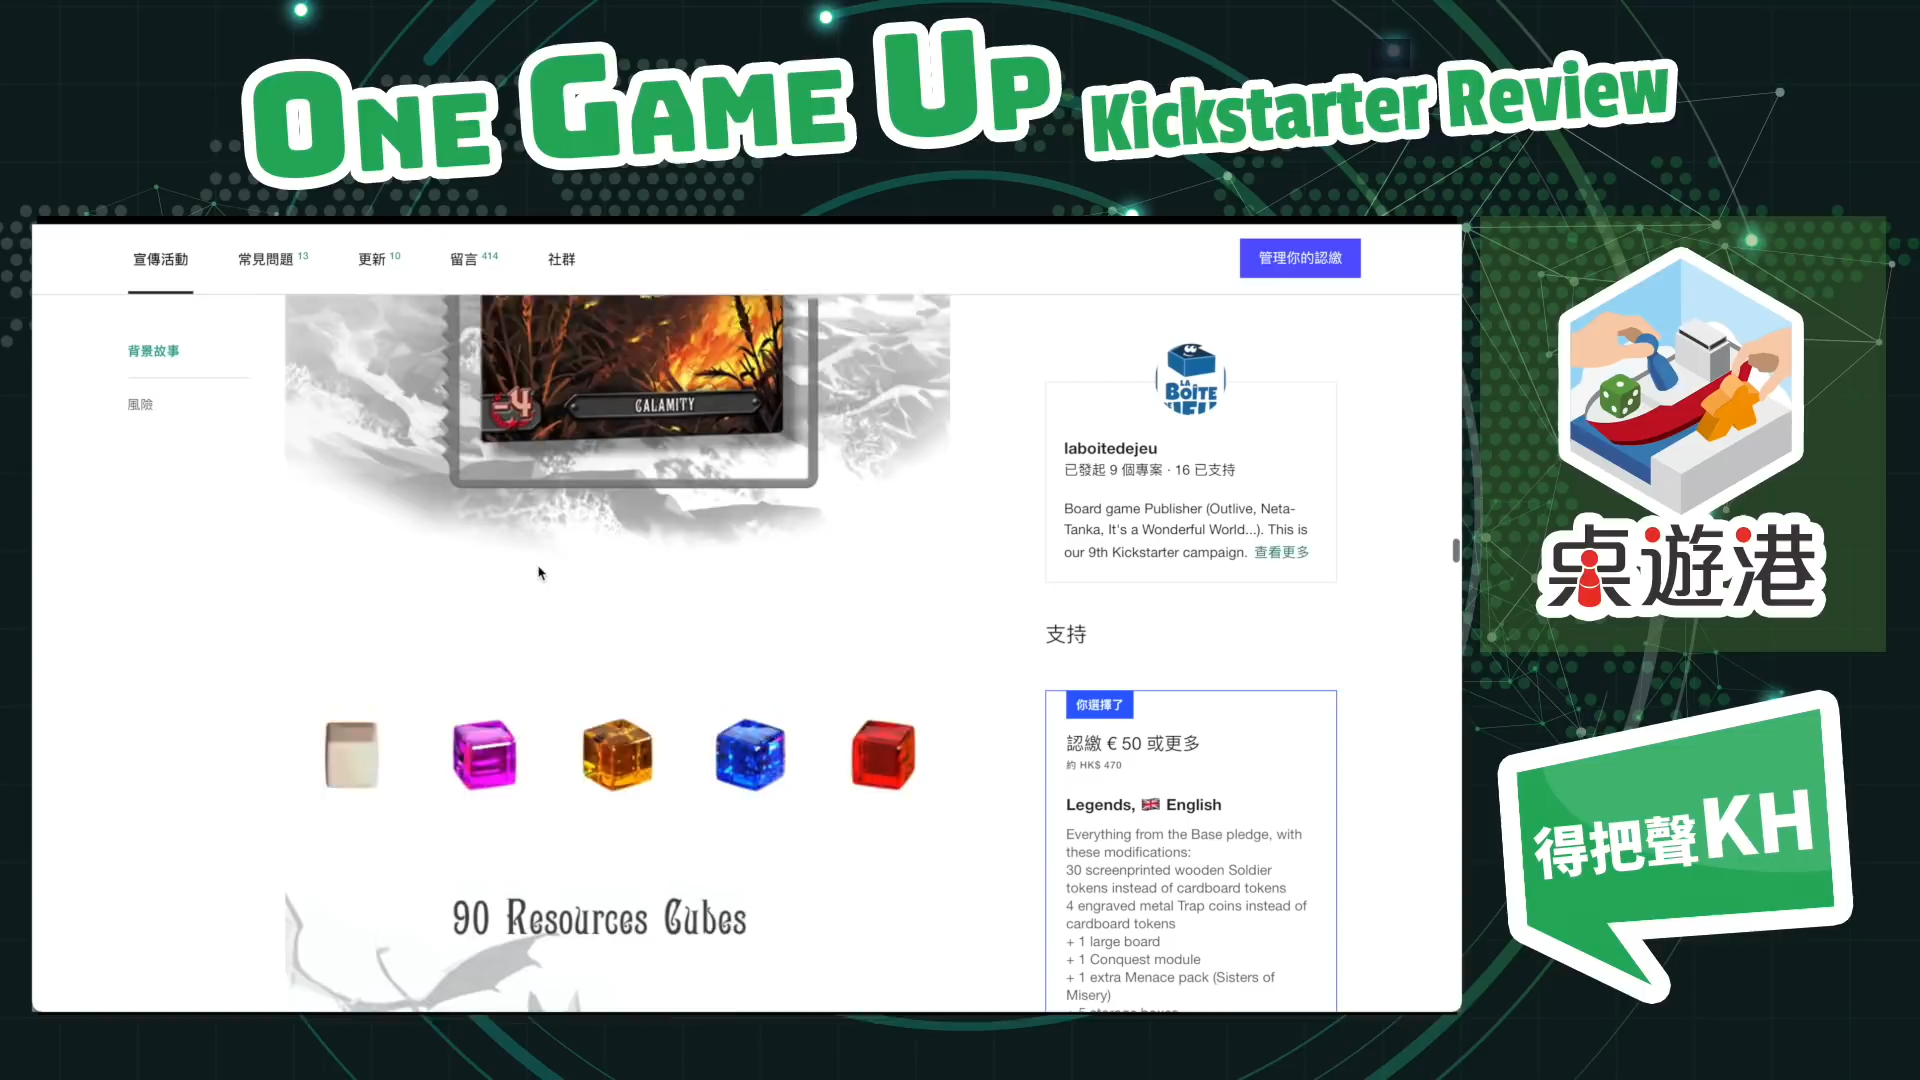 One Game Up Kickstarter Review
宣傳活動
常見問題 13
更新 10
留言 414
社群
管理你的認繳
背景故事
風險
-4
CALAMITY
90 Resources Cubes
LA
BOÎTE
laboitedejeu
已發起 9 個專案 · 16 已支持
Board game Publisher (Outlive, Neta-
Tanka, It's a Wonderful World...). This is
our 9th Kickstarter campaign. 查看更多
支持
你選擇了
認繳 € 50 或更多
約 HK$ 470
Legends, 🇬🇧 English
Everything from the Base pledge, with
these modifications:
30 screenprinted wooden Soldier
tokens instead of cardboard tokens
4 engraved metal Trap coins instead of
cardboard tokens
+ 1 large board
+ 1 Conquest module
+ 1 extra Menace pack (Sisters of
Misery)
+ 5 storage boxes
桌遊港
得把聲KH